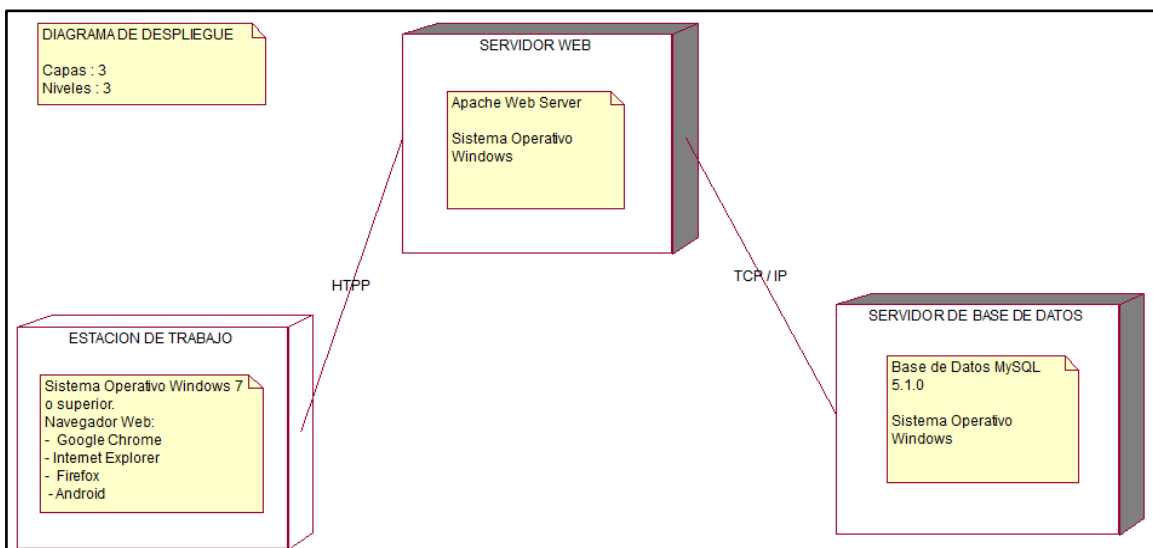 DIAGRAMA DE DESPLIEGUE
Capas : 3
Niveles : 3
SERVIDOR WEB
Apache Web Server
Sistema Operativo
Windows
HTPP
TCP / IP
ESTACION DE TRABAJO
Sistema Operativo Windows 7
o superior.
Navegador Web:
- Google Chrome
- Internet Explorer
- Firefox
- Android
SERVIDOR DE BASE DE DATOS
Base de Datos MySQL
5.1.0
Sistema Operativo
Windows